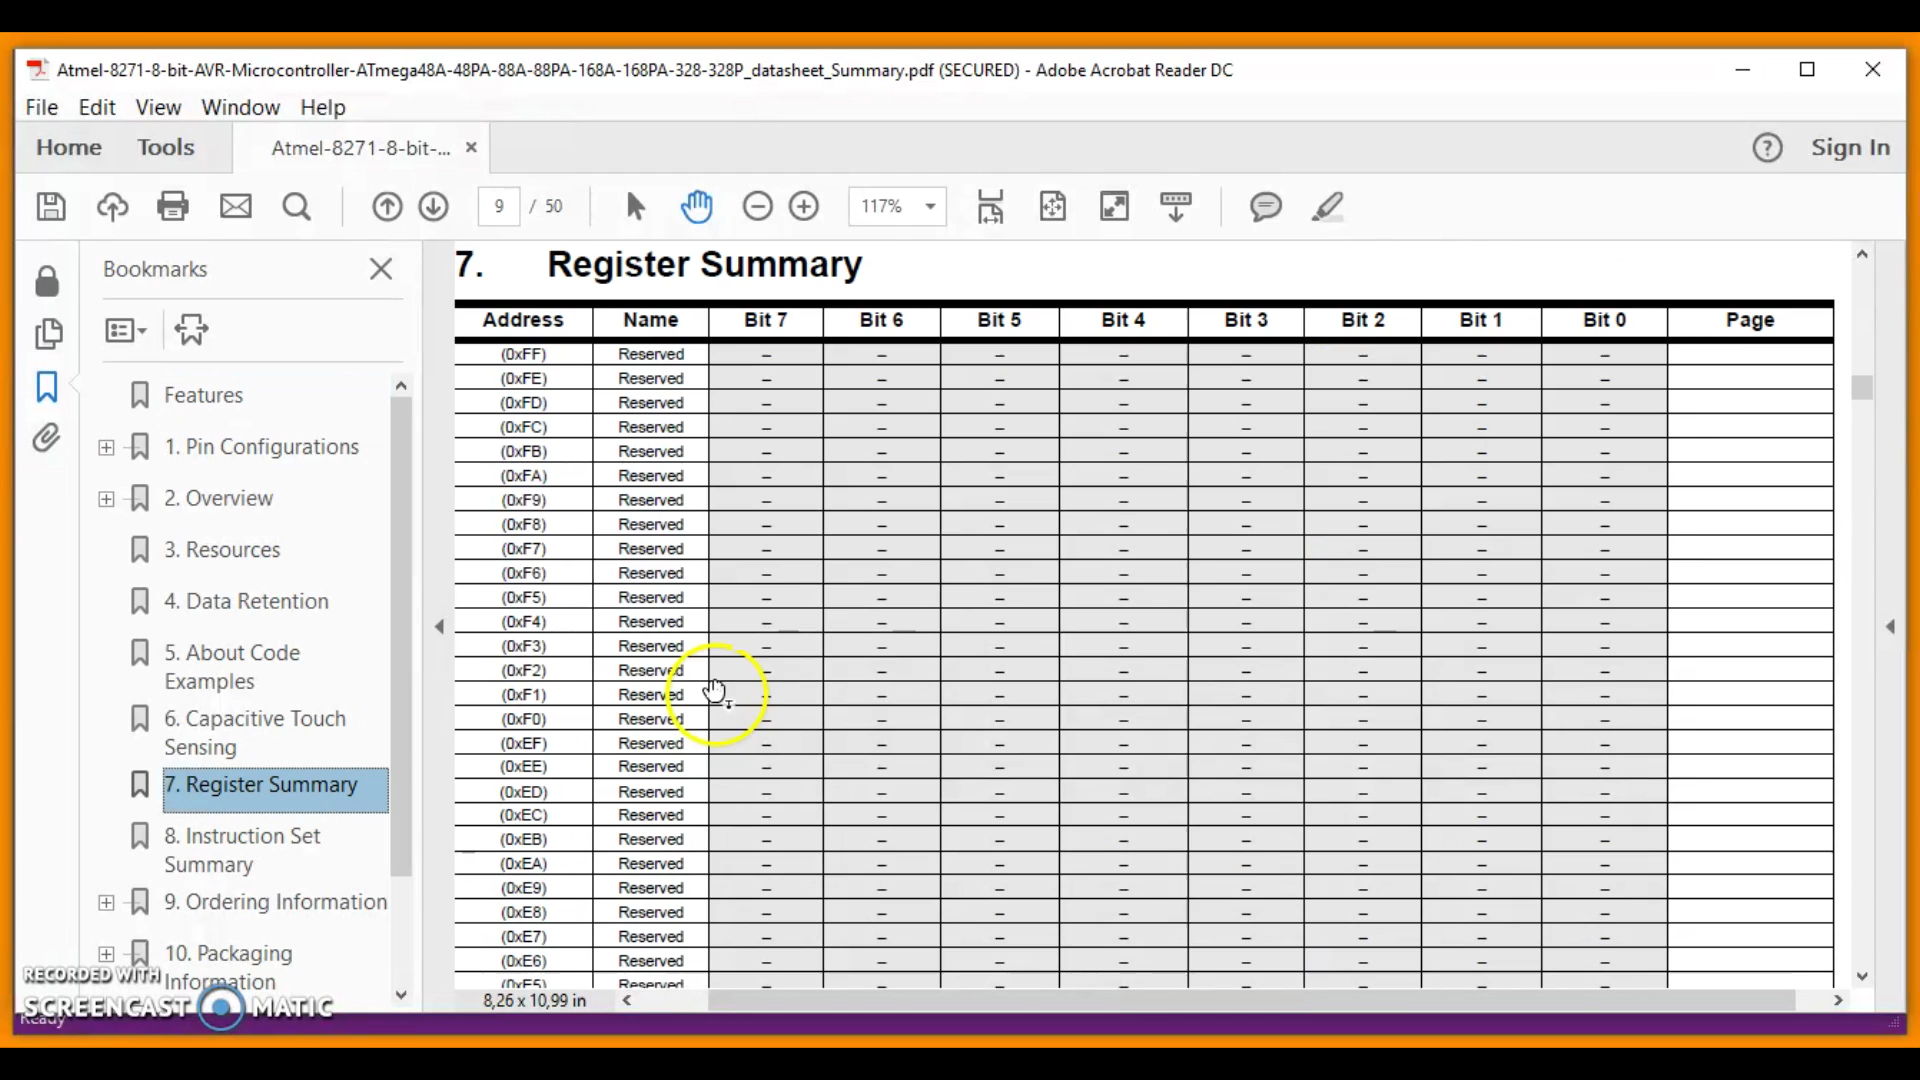 Atmel-8271-8-bit-AVR-Microcontroller-ATmega48A-48PA-88A-88PA-168A-168PA-328-328P_datasheet_Summary.pdf (SECURED) - Adobe Acrobat Reader DC
File Edit View Window Help
Home Tools Atmel-8271-8-bit-... Sign In
9 / 50 117%
Bookmarks
Features
1. Pin Configurations
2. Overview
3. Resources
4. Data Retention
5. About Code
Examples
6. Capacitive Touch
Sensing
7. Register Summary
8. Instruction Set
Summary
9. Ordering Information
10. Packaging
Information
7. Register Summary
Address Name Bit 7 Bit 6 Bit 5 Bit 4 Bit 3 Bit 2 Bit 1 Bit 0 Page
(0xFF) Reserved – – – – – – – –
(0xFE) Reserved – – – – – – – –
(0xFD) Reserved – – – – – – – –
(0xFC) Reserved – – – – – – – –
(0xFB) Reserved – – – – – – – –
(0xFA) Reserved – – – – – – – –
(0xF9) Reserved – – – – – – – –
(0xF8) Reserved – – – – – – – –
(0xF7) Reserved – – – – – – – –
(0xF6) Reserved – – – – – – – –
(0xF5) Reserved – – – – – – – –
(0xF4) Reserved – – – – – – – –
(0xF3) Reserved – – – – – – – –
(0xF2) Reserved – – – – – – – –
(0xF1) Reserved – – – – – – – –
(0xF0) Reserved – – – – – – – –
(0xEF) Reserved – – – – – – – –
(0xEE) Reserved – – – – – – – –
(0xED) Reserved – – – – – – – –
(0xEC) Reserved – – – – – – – –
(0xEB) Reserved – – – – – – – –
(0xEA) Reserved – – – – – – – –
(0xE9) Reserved – – – – – – – –
(0xE8) Reserved – – – – – – – –
(0xE7) Reserved – – – – – – – –
(0xE6) Reserved – – – – – – – –
(0xE5) Reserved
8,26 x 10,99 in
RECORDED WITH
SCREENCAST MATIC
Ready